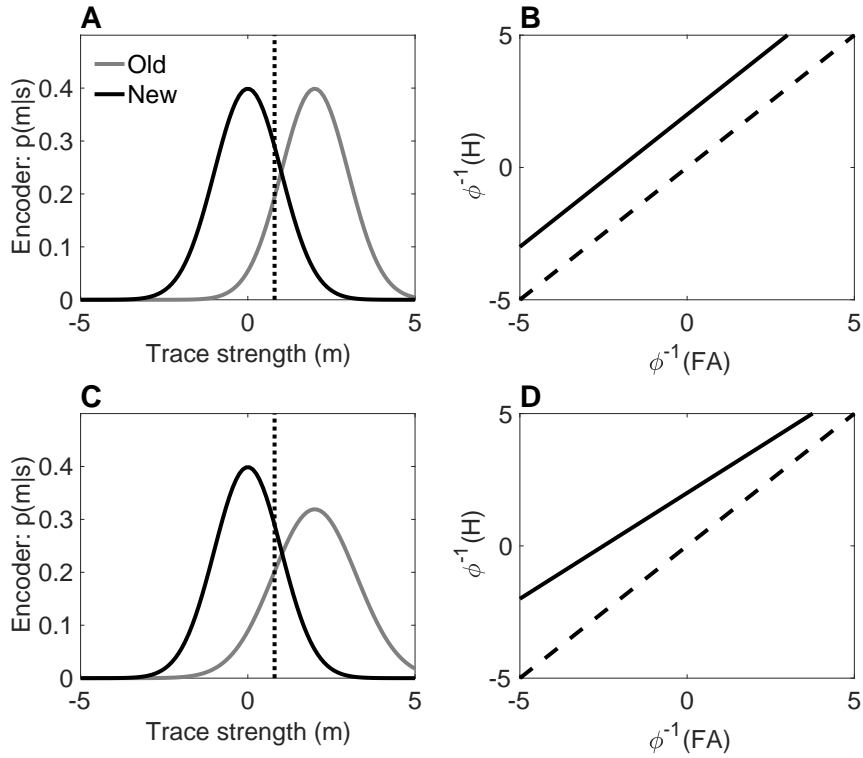 A
Encoder: p(m|s)
0.4
0.3
0.2
0.1
0
Old
New
-5
0
5
Trace strength (m)
B
ϕ⁻¹(H)
5
0
-5
-5
0
5
ϕ⁻¹(FA)
C
Encoder: p(m|s)
0.4
0.3
0.2
0.1
0
-5
0
5
Trace strength (m)
D
ϕ⁻¹(H)
5
0
-5
-5
0
5
ϕ⁻¹(FA)